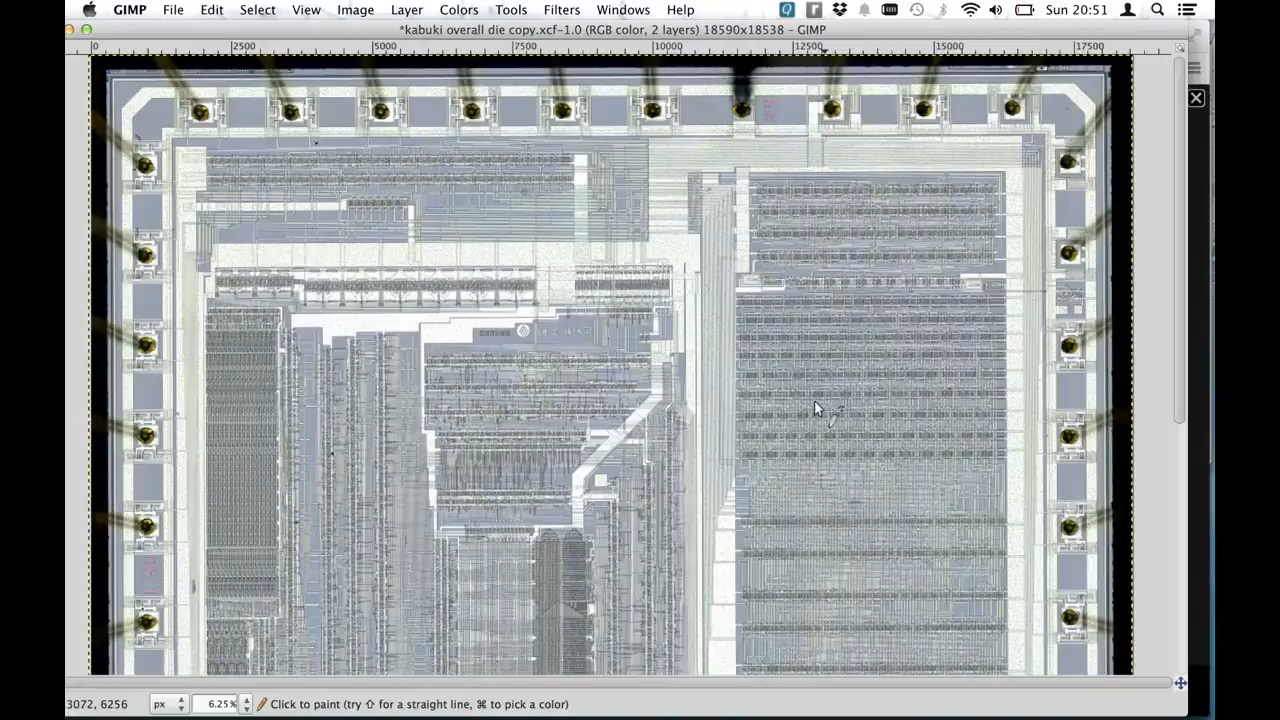 GIMP File Edit Select View Image Layer Colors Tools Filters Windows Help Sun 20:51
*kabuki overall die copy.xcf-1.0 (RGB color, 2 layers) 18590x18538 – GIMP
0 2500 5000 7500 10000 12500 15000 17500
3072, 6256 px 6.25% Click to paint (try ⇧ for a straight line, ⌘ to pick a color)